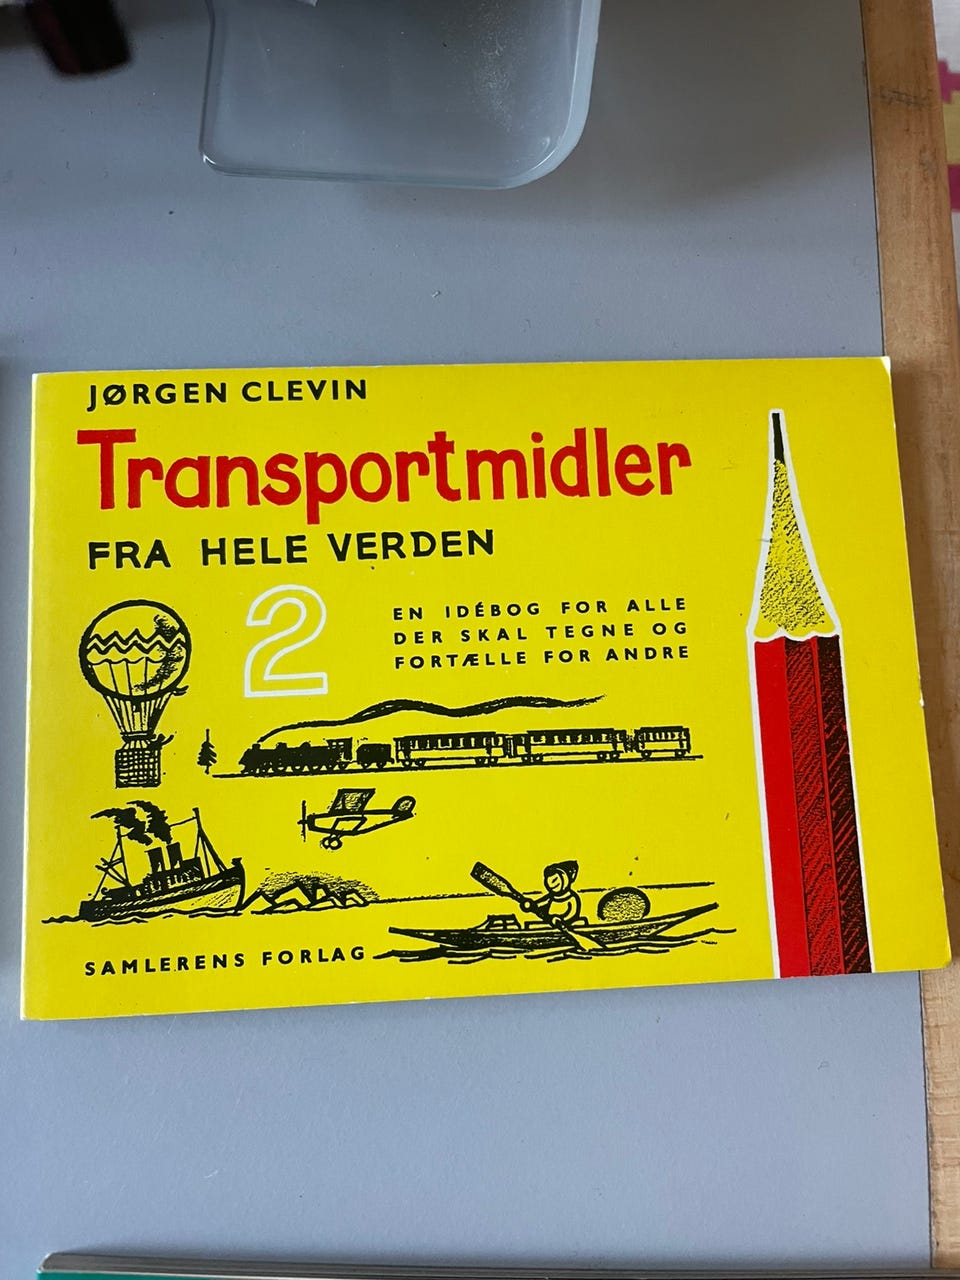 JØRGEN CLEVIN
Transportmidler
FRA HELE VERDEN
2
EN IDÉBOG FOR ALLE
DER SKAL TEGNE OG
FORTÆLLE FOR ANDRE
SAMLERENS FORLAG